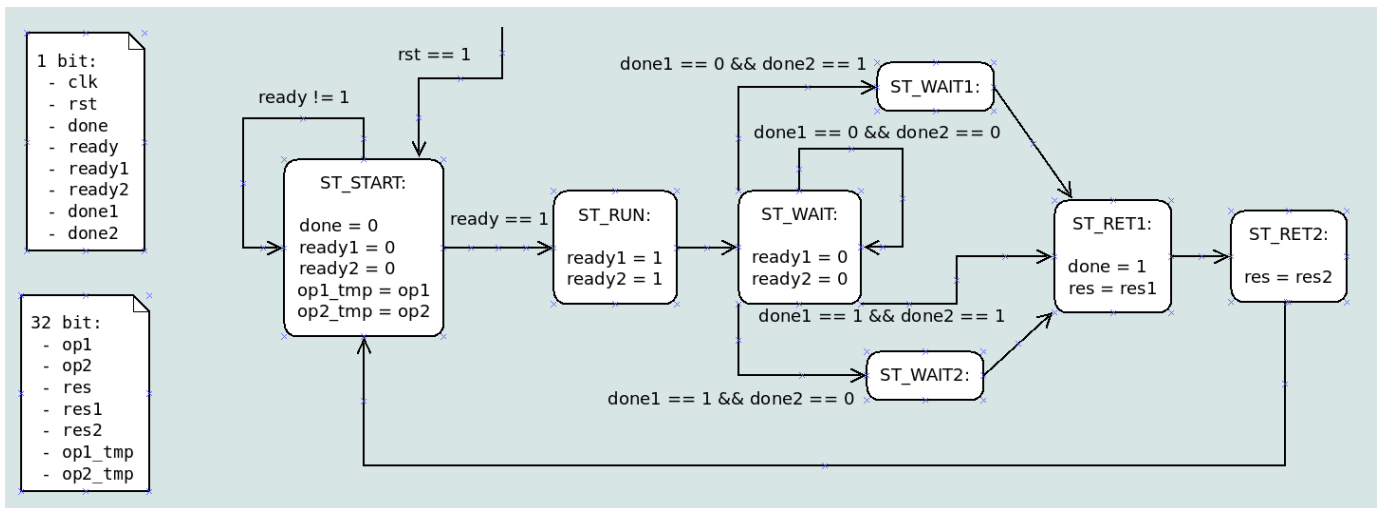 1 bit:
- clk
- rst
- done
- ready
- ready1
- ready2
- done1
- done2
32 bit:
- op1
- op2
- res
- res1
- res2
- op1_tmp
- op2_tmp
rst == 1
ready != 1
ST_START:
done = 0
ready1 = 0
ready2 = 0
op1_tmp = op1
op2_tmp = op2
ready == 1
ST_RUN:
ready1 = 1
ready2 = 1
done1 == 0 && done2 == 1
ST_WAIT1:
done1 == 0 && done2 == 0
ST_WAIT:
ready1 = 0
ready2 = 0
done1 == 1 && done2 == 1
ST_WAIT2:
done1 == 1 && done2 == 0
ST_RET1:
done = 1
res = res1
ST_RET2:
res = res2